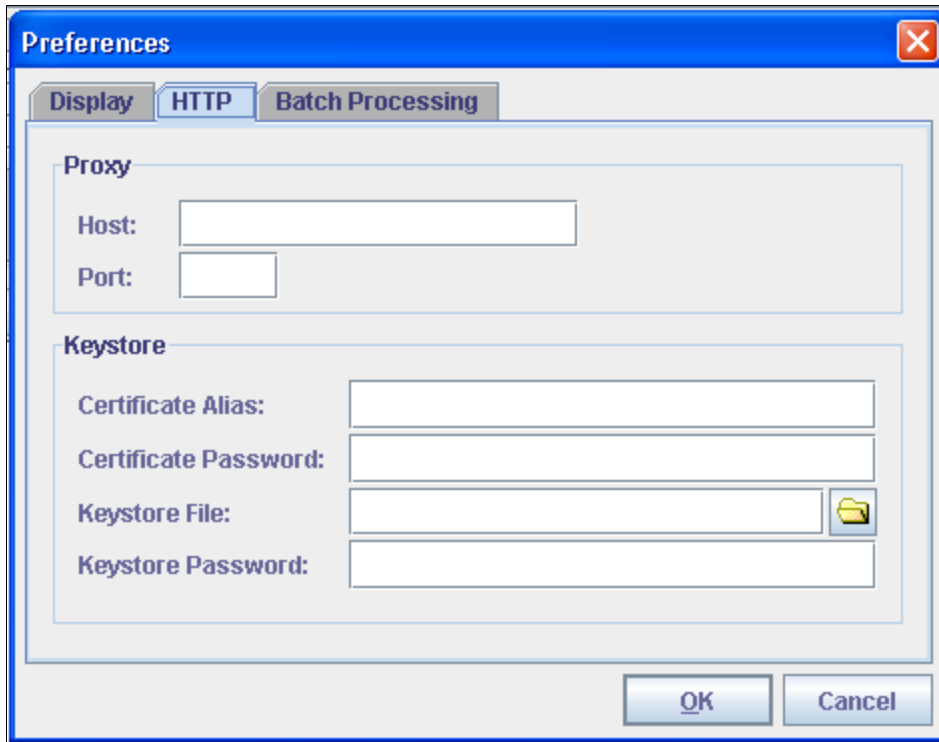 Preferences
Display HTTP Batch Processing
Proxy
Host:
Port:
Keystore
Certificate Alias:
Certificate Password:
Keystore File:
Keystore Password:
OK Cancel